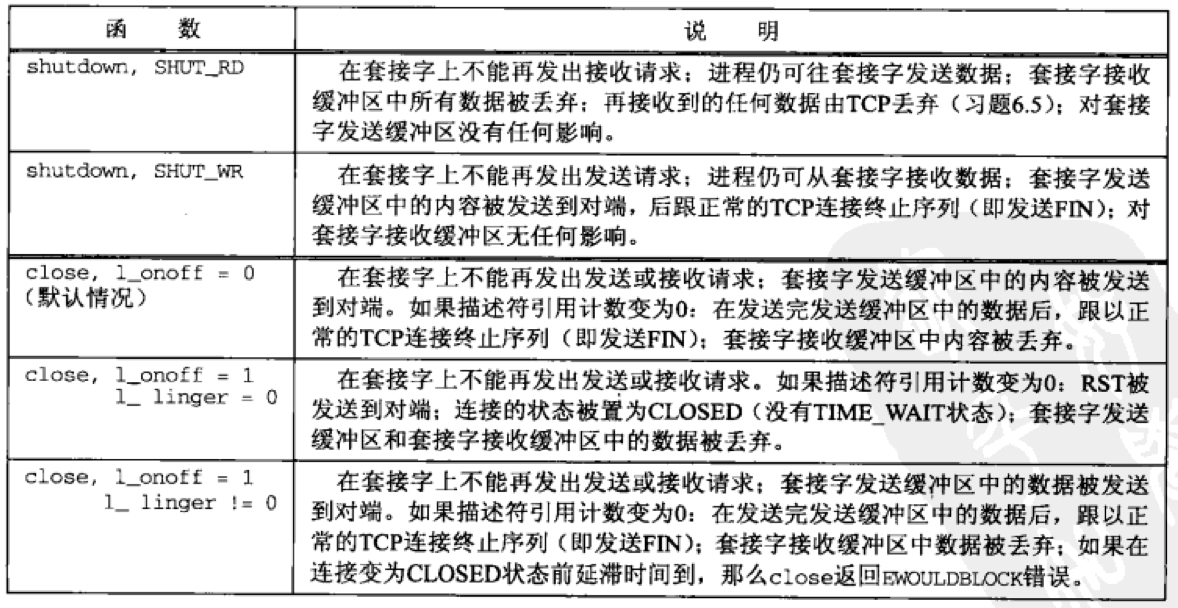 函 数 说 明
shutdown, SHUT_RD 在套接字上不能再发出接收请求;进程仍可往套接字发送数据;套接字接收
缓冲区中所有数据被丢弃;再接收到的任何数据由TCP丢弃(习题6.5);对套接
字发送缓冲区没有任何影响。
shutdown, SHUT_WR 在套接字上不能再发出发送请求;进程仍可从套接字接收数据;套接字发送
缓冲区中的内容被发送到对端,后跟正常的TCP连接终止序列(即发送FIN);对
套接字接收缓冲区无任何影响。
close, l_onoff = 0 在套接字上不能再发出发送或接收请求;套接字发送缓冲区中的内容被发送
(默认情况) 到对端。如果描述符引用计数变为0:在发送完发送缓冲区中的数据后,跟以正
常的TCP连接终止序列(即发送FIN);套接字接收缓冲区中内容被丢弃。
close, l_onoff = 1 在套接字上不能再发出发送或接收请求。如果描述符引用计数变为0:RST被
l_ linger = 0 发送到对端;连接的状态被置为CLOSED(没有TIME_WAIT状态);套接字发送
缓冲区和套接字接收缓冲区中的数据被丢弃。
close, l_onoff = 1 在套接字上不能再发出发送或接收请求;套接字发送缓冲区中的数据被发送
l_ linger != 0 到对端。如果描述符引用计数变为0:在发送完发送缓冲区中的数据后,跟以正
常的TCP连接终止序列(即发送FIN);套接字接收缓冲区中数据被丢弃;如果在
连接变为CLOSED状态前延滞时间到,那么close返回EWOULDBLOCK错误。